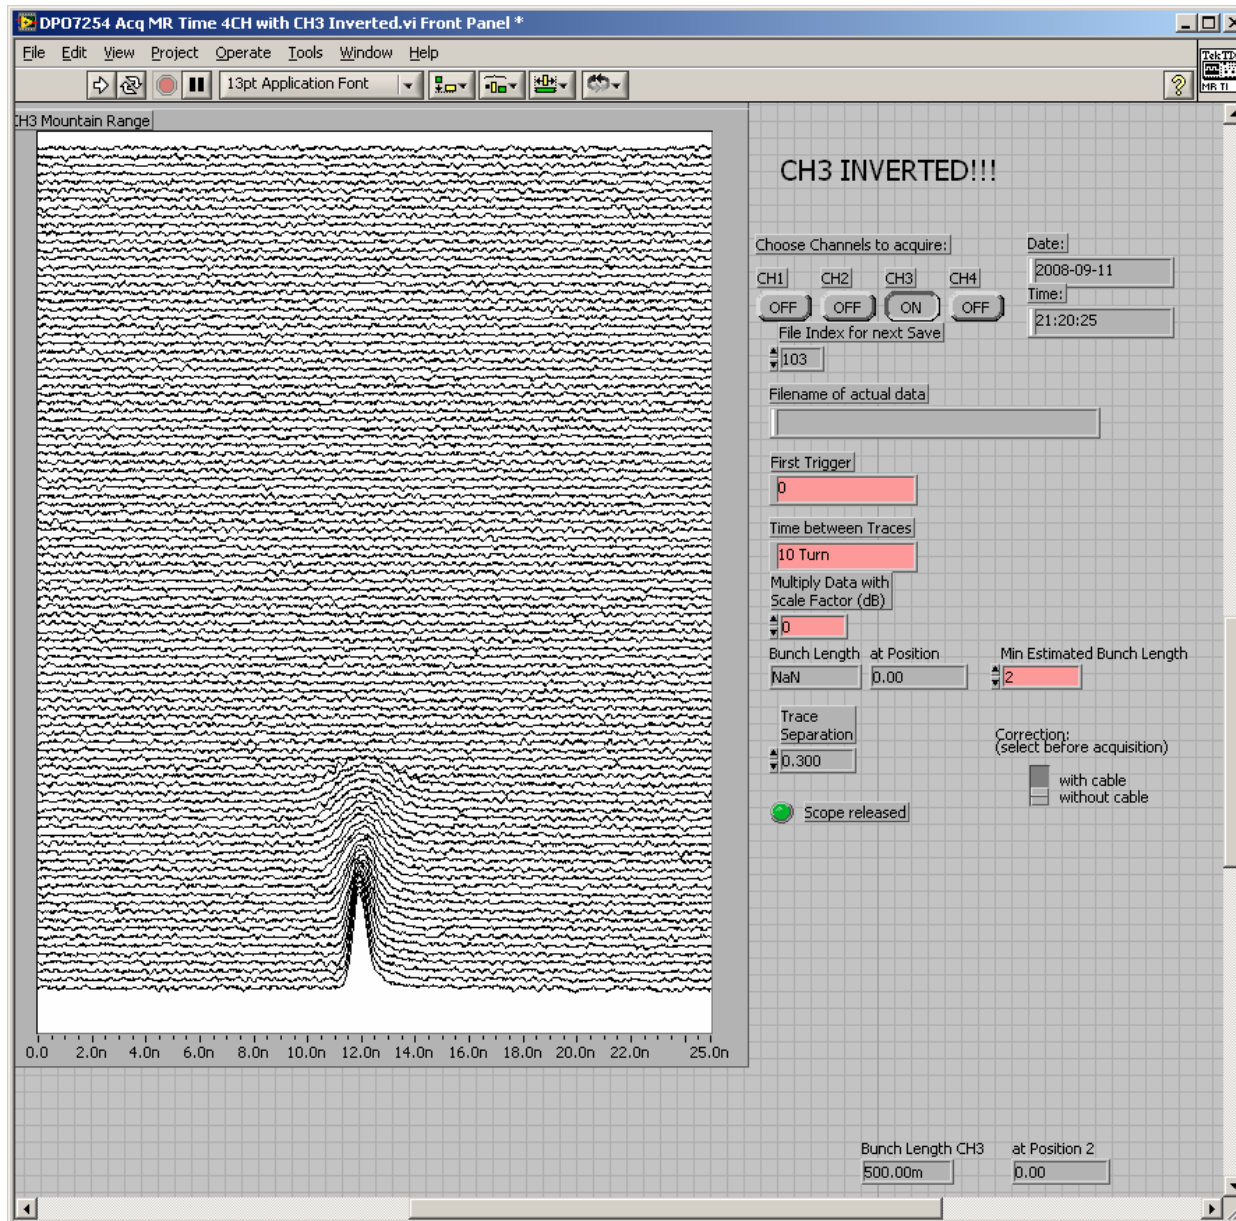 DPO7254 Acq MR Time 4CH with CH3 Inverted.vi Front Panel *
File Edit View Project Operate Tools Window Help
13pt Application Font
TekTD
MR TI
CH3 Mountain Range
CH3 INVERTED!!!
Choose Channels to acquire:
Date:
CH1 CH2 CH3 CH4
2008-09-11
OFF OFF ON OFF
Time:
21:20:25
File Index for next Save
103
Filename of actual data
First Trigger
0
Time between Traces
10 Turn
Multiply Data with
Scale Factor (dB)
0
Bunch Length at Position Min Estimated Bunch Length
NaN 0.00 2
Trace
Separation
0.300
Correction:
(select before acquisition)
with cable
without cable
Scope released
0.0 2.0n 4.0n 6.0n 8.0n 10.0n 12.0n 14.0n 16.0n 18.0n 20.0n 22.0n 25.0n
Bunch Length CH3 at Position 2
500.00m 0.00